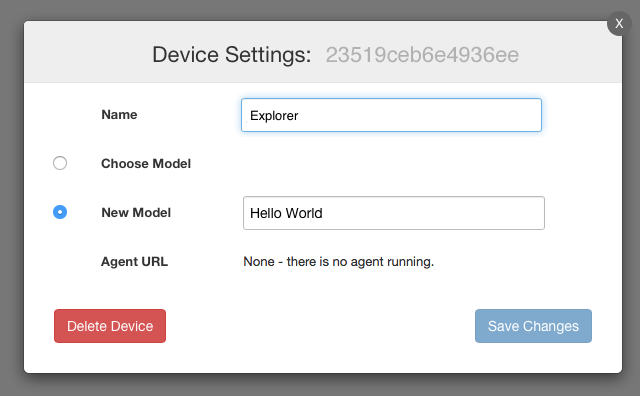 X
Device Settings: 23519ceb6e4936ee
Name Explorer
Choose Model
New Model Hello World
Agent URL None - there is no agent running.
Delete Device Save Changes